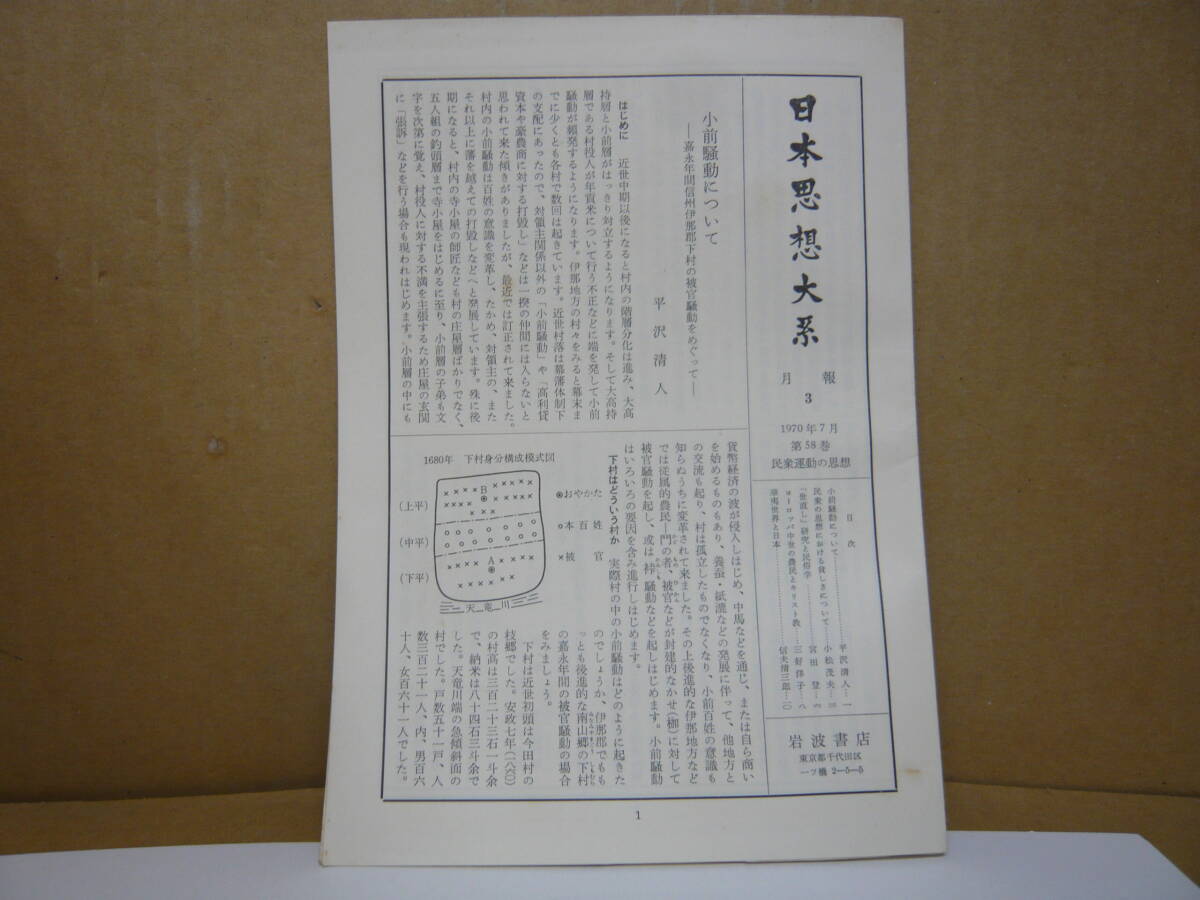 日本思想大系
月報
3
1970年7月
第58巻
民衆運動の思想
目次
小前騒動について…………平沢清人…一
民衆の思想における貧しさについて…小松茂夫…三
「世直し」研究と民俗学…………宮田登…六
ヨーロッパ中世の農民とキリスト教…三好洋子…八
華夷世界と日本…………信夫清三郎…一〇
岩波書店
東京都千代田区
一ツ橋 2-5-5
小前騒動について
―嘉永年間信州伊那郡下村の被官騒動をめぐって―
平沢清人
はじめに 近世中期以後になると村内の階層分化は進み、大高
持層と小前層がはっきり対立するようになります。そして大高持
層である村役人が年貢米について行う不正などに端を発して小前
騒動が頻発するようになります。伊那地方の村々をみると幕末ま
でに少くとも各村で数回は起きています。近世村落は幕藩体制下
の支配にあったので、対領主関係以外の「小前騒動」や「高利貸
資本や豪農商に対する打毀し」などは一揆の仲間には入らないと
思われて来た傾きがありましたが、最近では訂正されて来ました。
村内の小前騒動は百姓の意識を変革し、たかめ、対領主の、また
それ以上に藩を越えての打毀しなどへと発展しています。殊に後
期になると、村内の寺小屋の師匠なども村の庄屋層ばかりでなく、
五人組の釣頭層まで寺小屋をはじめるに至り、小前層の子弟も文
字を次第に覚え、村役人に対する不満を主張するため庄屋の玄関
に「張訴」などを行う場合も現われはじめます。小前層の中にも
貨幣経済の波が侵入しはじめ、中馬などを通じ、または自ら商い
を始めるものもあり、養蚕・紙漉などの発展に伴って、他地方と
の交流も起り、村は孤立したものでなくなり、小前百姓の意識も
知らぬうちに変革されて来ました。その上後進的な伊那地方など
では従属的農民―門の者、被官などが封建的なかせ(枷)に対して
被官騒動を起し、或は裃騒動などを起しはじめます。小前騒動
はいろいろの要因を含み進行しはじめます。
下村はどういう村か 実際村の中の小前騒動はどのように起きた
のでしょうか、伊那郡でもも
っとも後進的な南山郷の下村
の嘉永年間の被官騒動の場合
をみましょう。
下村は近世初頭は今田村の
枝郷でした。安政七年(一八六〇)
の村高は三百二十三石一斗余
で、納米は八十四石三斗余で
した。天竜川端の急傾斜面の
村でした。戸数五十一戸、人
数三百二十一人、内、男百六
十人、女百六十一人でした。
1680年 下村身分構成模式図
(上平)
(中平)
(下平)
B
A
天竜川
◉おやかた
○本百姓
×被官
1